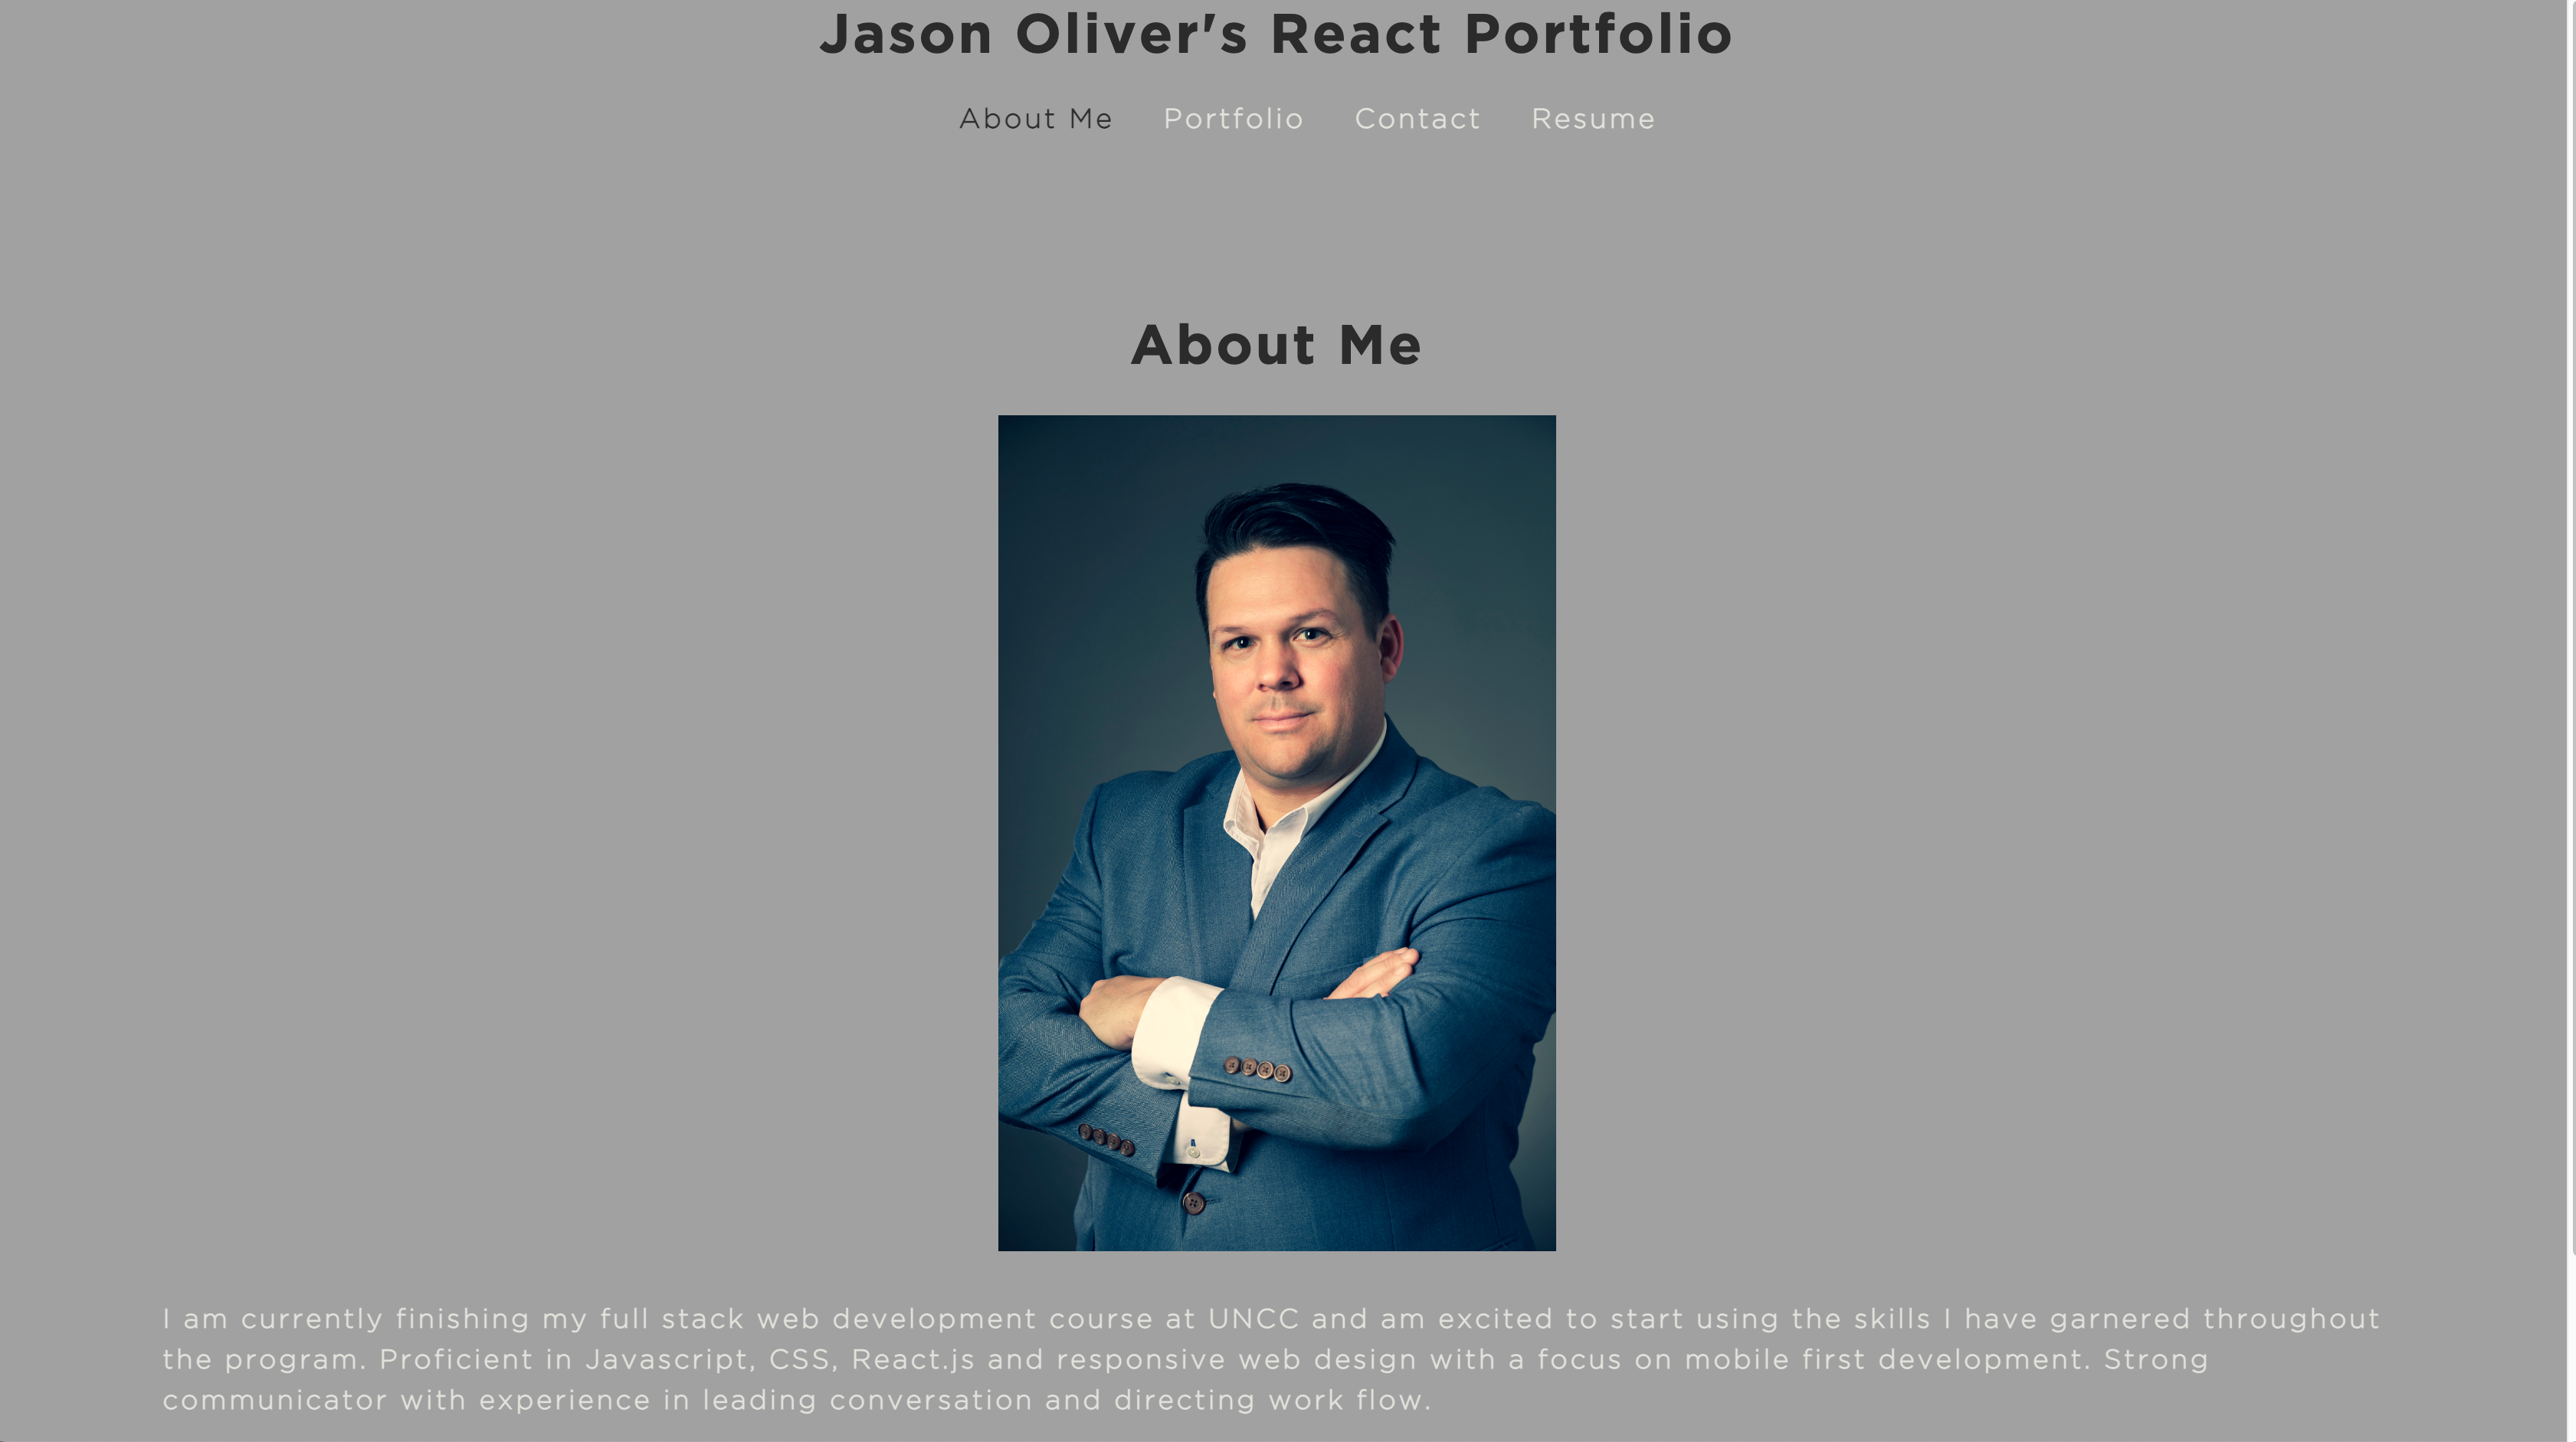 Jason Oliver's React Portfolio
About Me Portfolio Contact Resume
About Me
I am currently finishing my full stack web development course at UNCC and am excited to start using the skills I have garnered throughout
the program. Proficient in Javascript, CSS, React.js and responsive web design with a focus on mobile first development. Strong
communicator with experience in leading conversation and directing work flow.